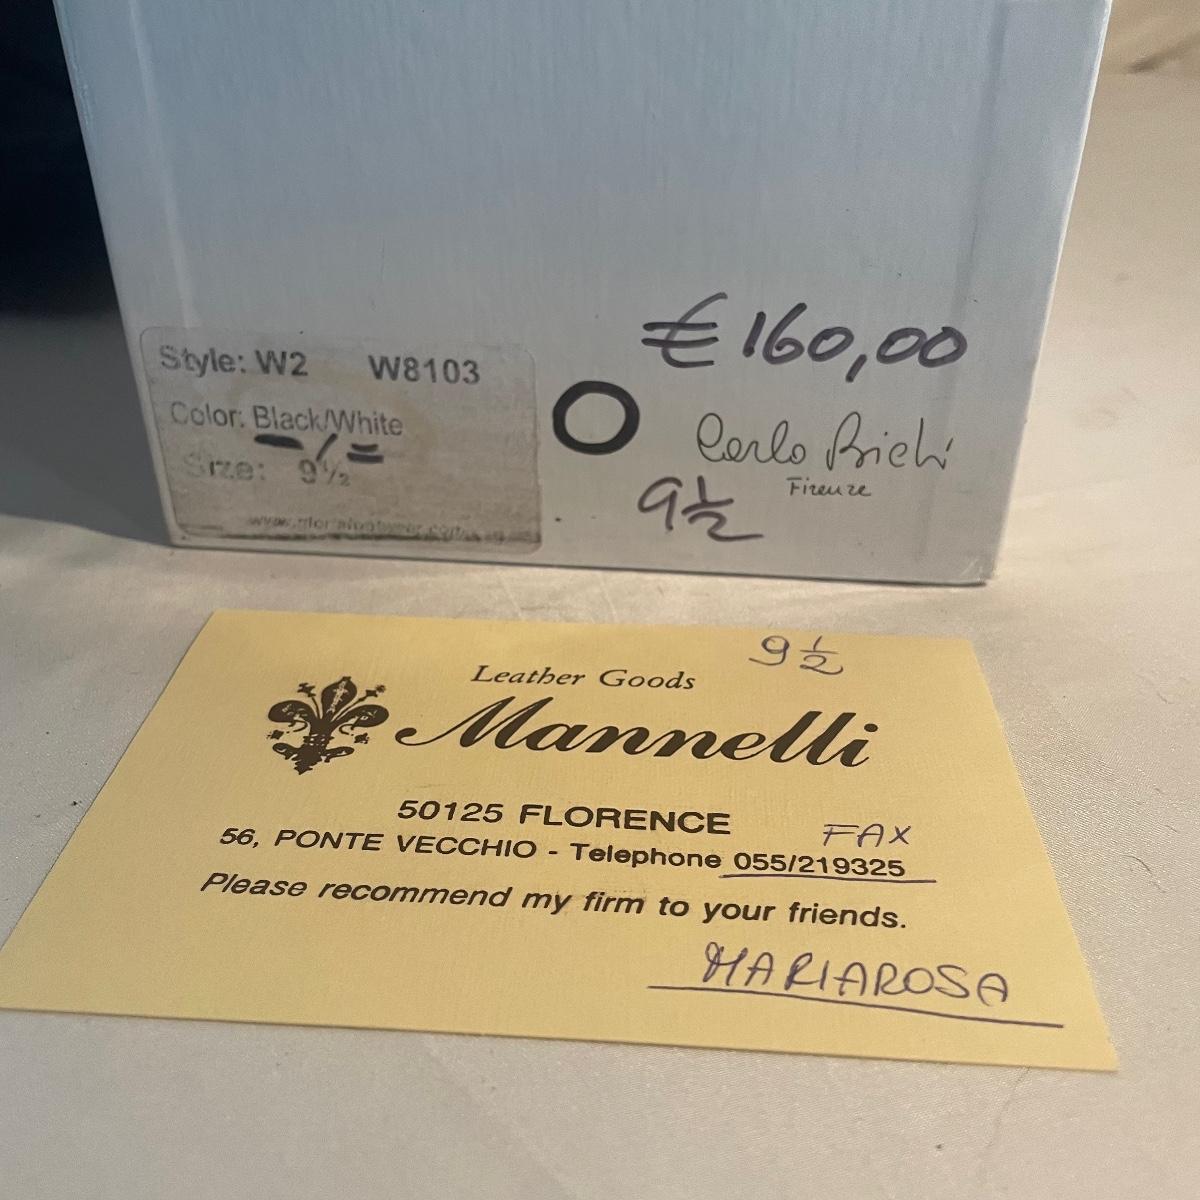 Style: W2 W8103
Color: Black/White
Size: 9½
€ 160,00
Carlo Bichi
Firenze
9½
9½
Leather Goods
Mannelli
50125 FLORENCE
FAX
56, PONTE VECCHIO - Telephone 055/219325
Please recommend my firm to your friends.
MARIAROSA